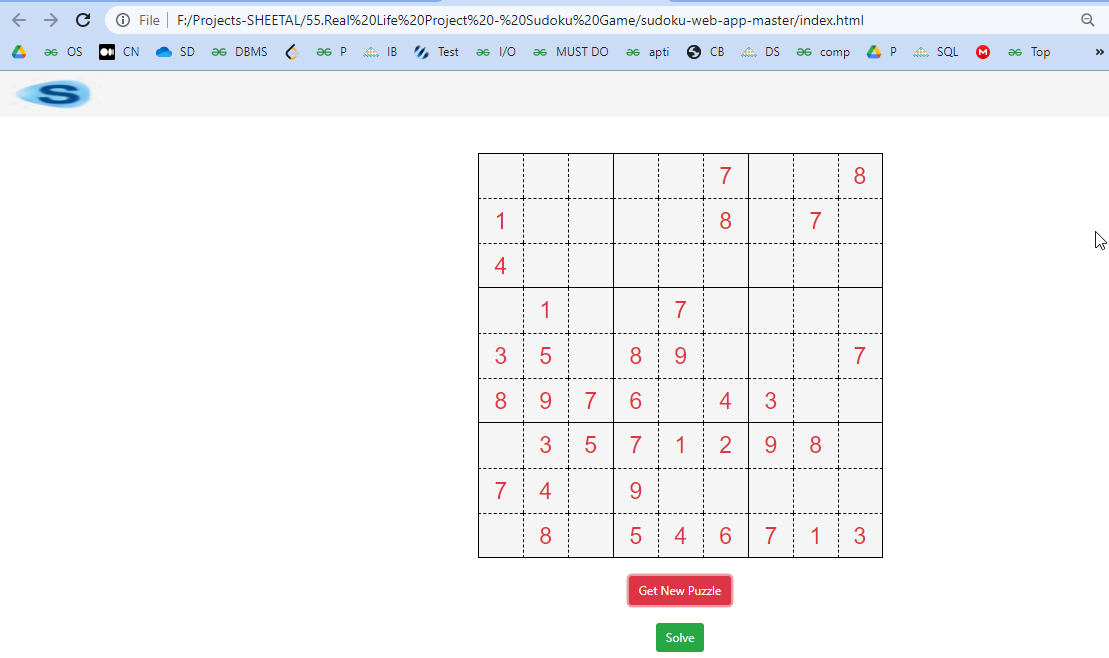 File F:/Projects-SHEETAL/55.Real%20Life%20Project%20-%20Sudoku%20Game/sudoku-web-app-master/index.html
OS CN SD DBMS P IB Test I/O MUST DO apti CB DS comp P SQL M Top »
S
7 8
1 8 7
4
1 7
3 5 8 9 7
8 9 7 6 4 3
3 5 7 1 2 9 8
7 4 9
8 5 4 6 7 1 3
Get New Puzzle
Solve